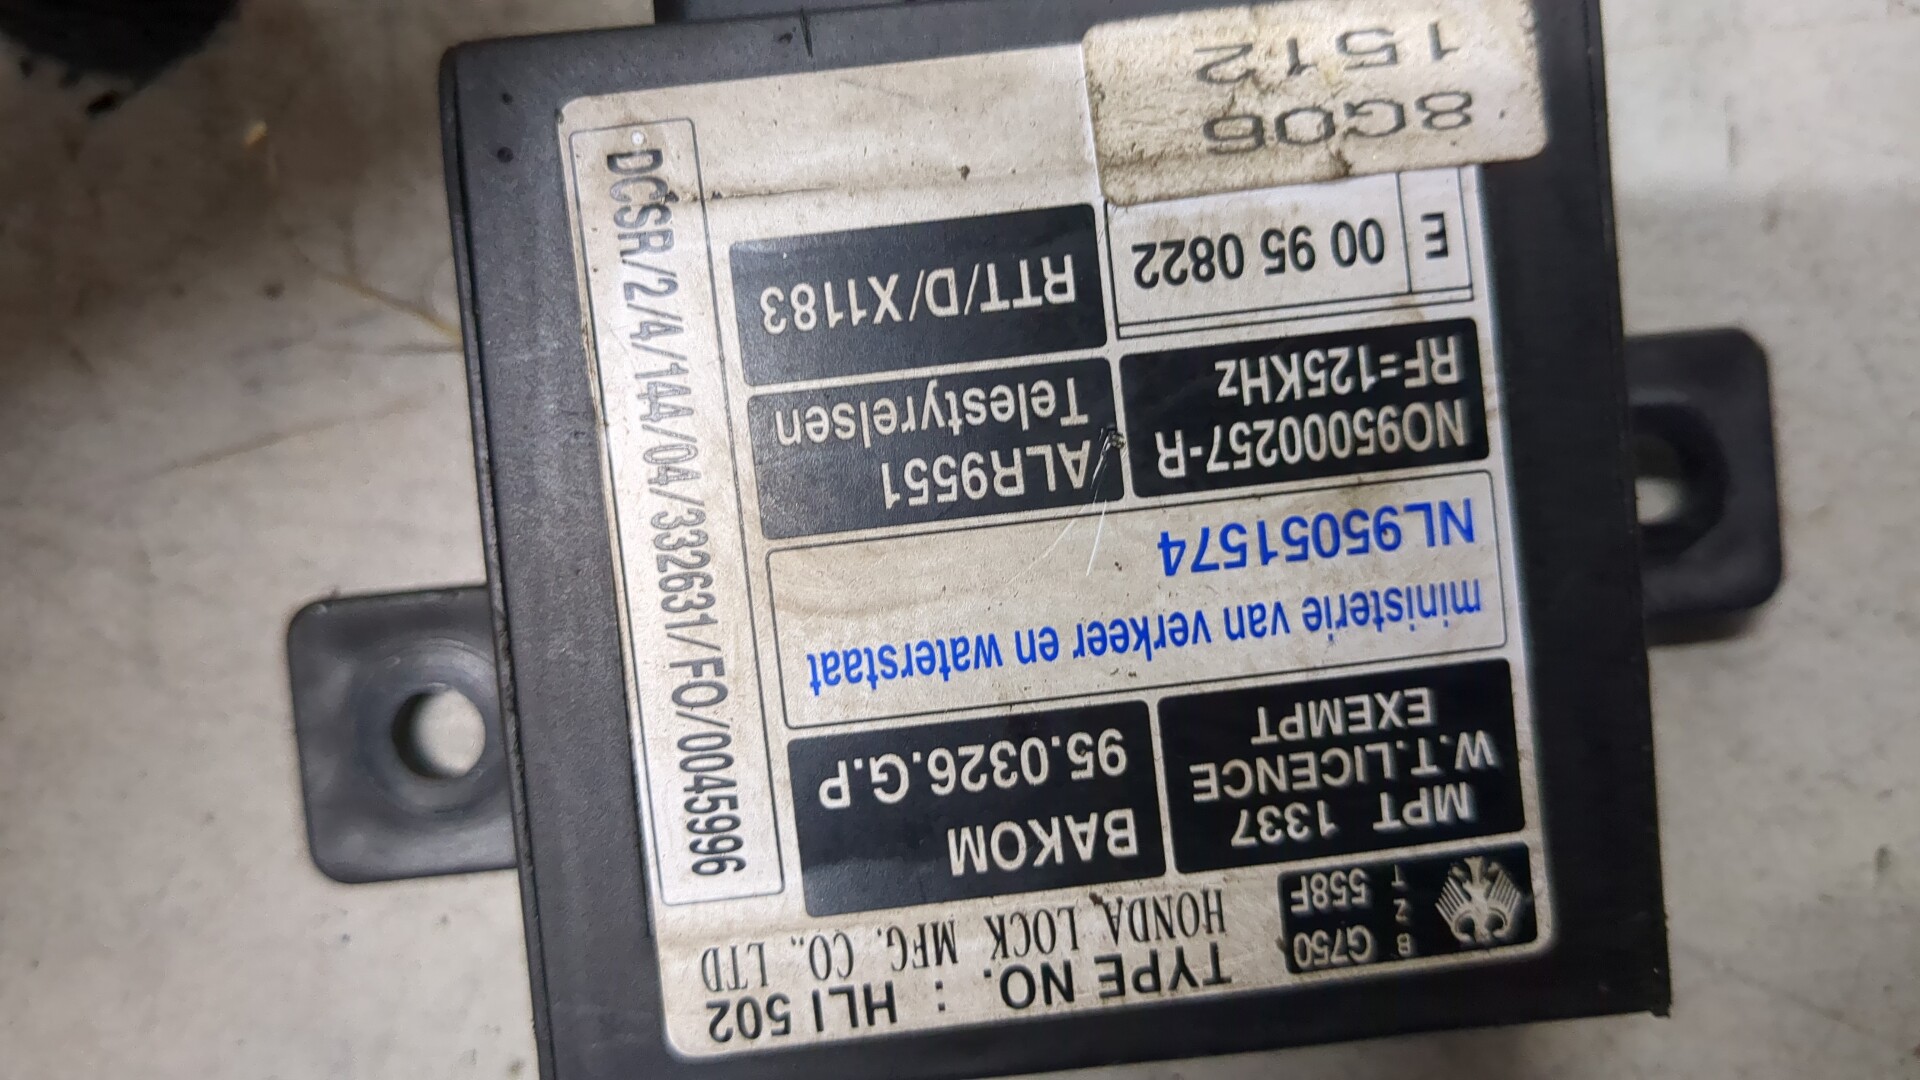 TYPE NO. : HLI 502
HONDA LOCK MFG. CO., LTD
B G750
Z
T 558F
MPT 1337
W.T.LICENCE
EXEMPT
BAKOM
95.0326.G.P
ministerie van verkeer en waterstaat
NL95051574
NO95000257-R
RF=125KHz
ALR9551
Telestyrelsen
E 00 95 0822
RTT/D/X1183
8G06
1512
DCSR/2/4/144/04/332631/FO/0045996